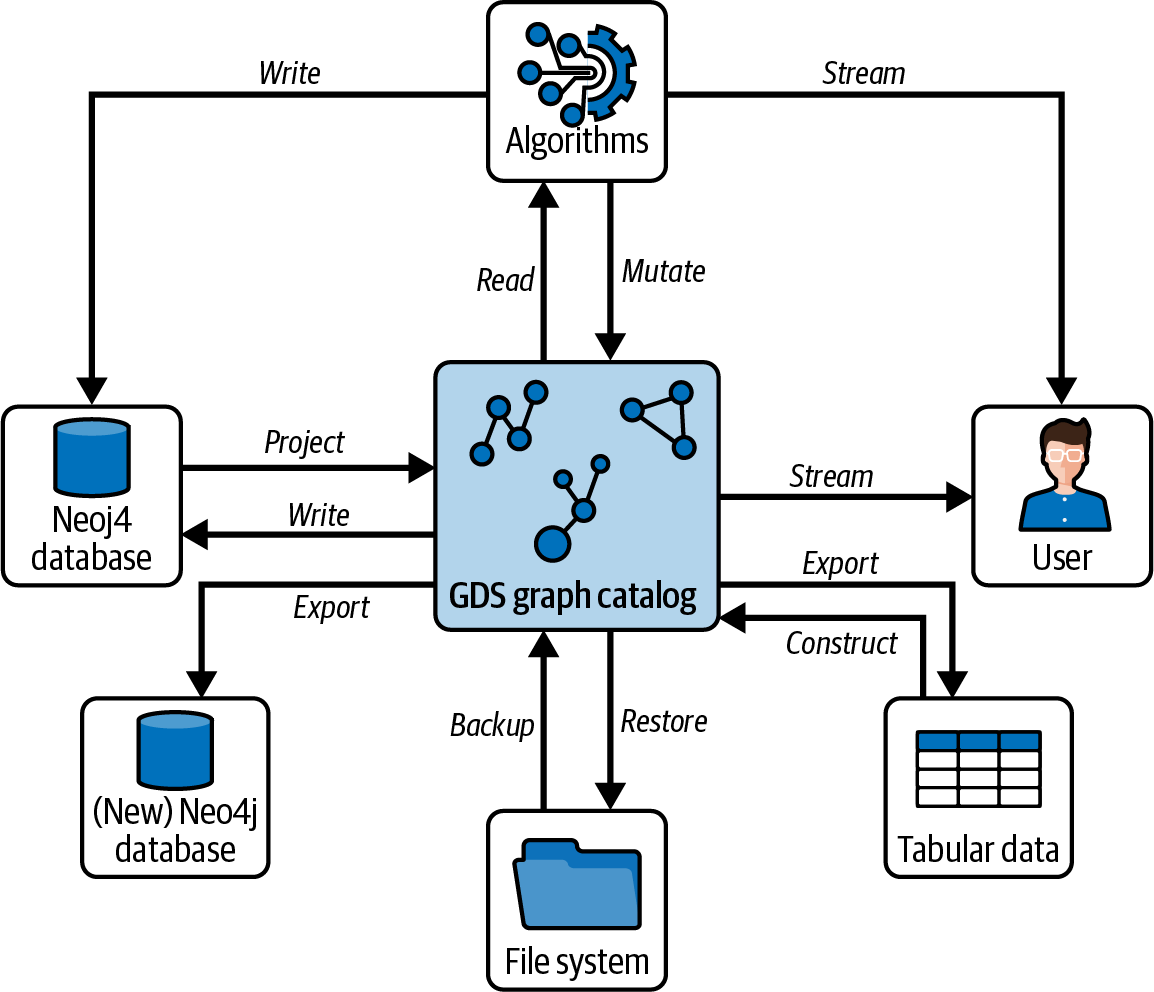 Write
Stream
Algorithms
Read
Mutate
Project
Write
Stream
Neoj4
database
User
Export
GDS graph catalog
Export
Construct
Backup
Restore
(New) Neo4j
database
Tabular data
File system